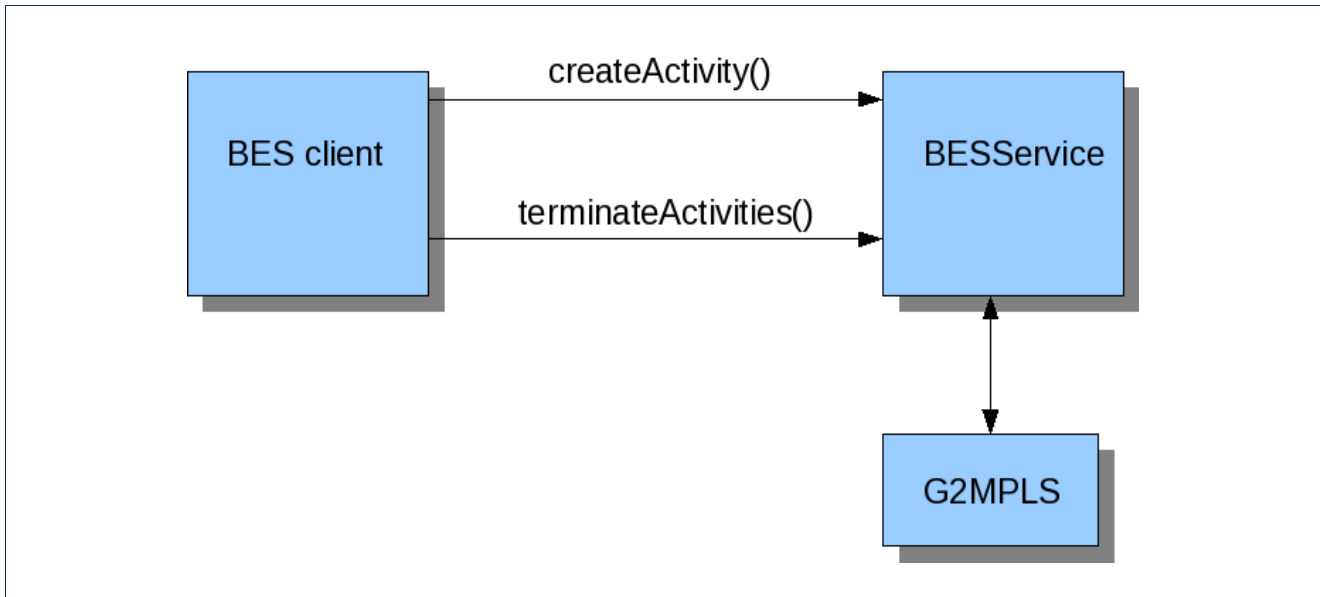 createActivity()
BES client
BESService
terminateActivities()
G2MPLS